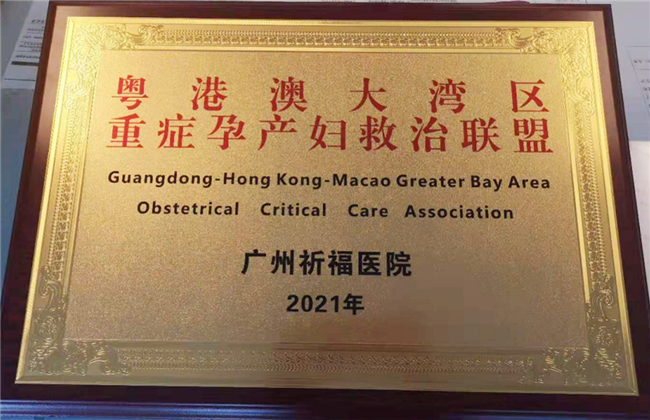 粤港澳大湾区
重症孕产妇救治联盟
Guangdong-Hong Kong-Macao Greater Bay Area
Obstetrical Critical Care Association
广州祈福医院
2021年